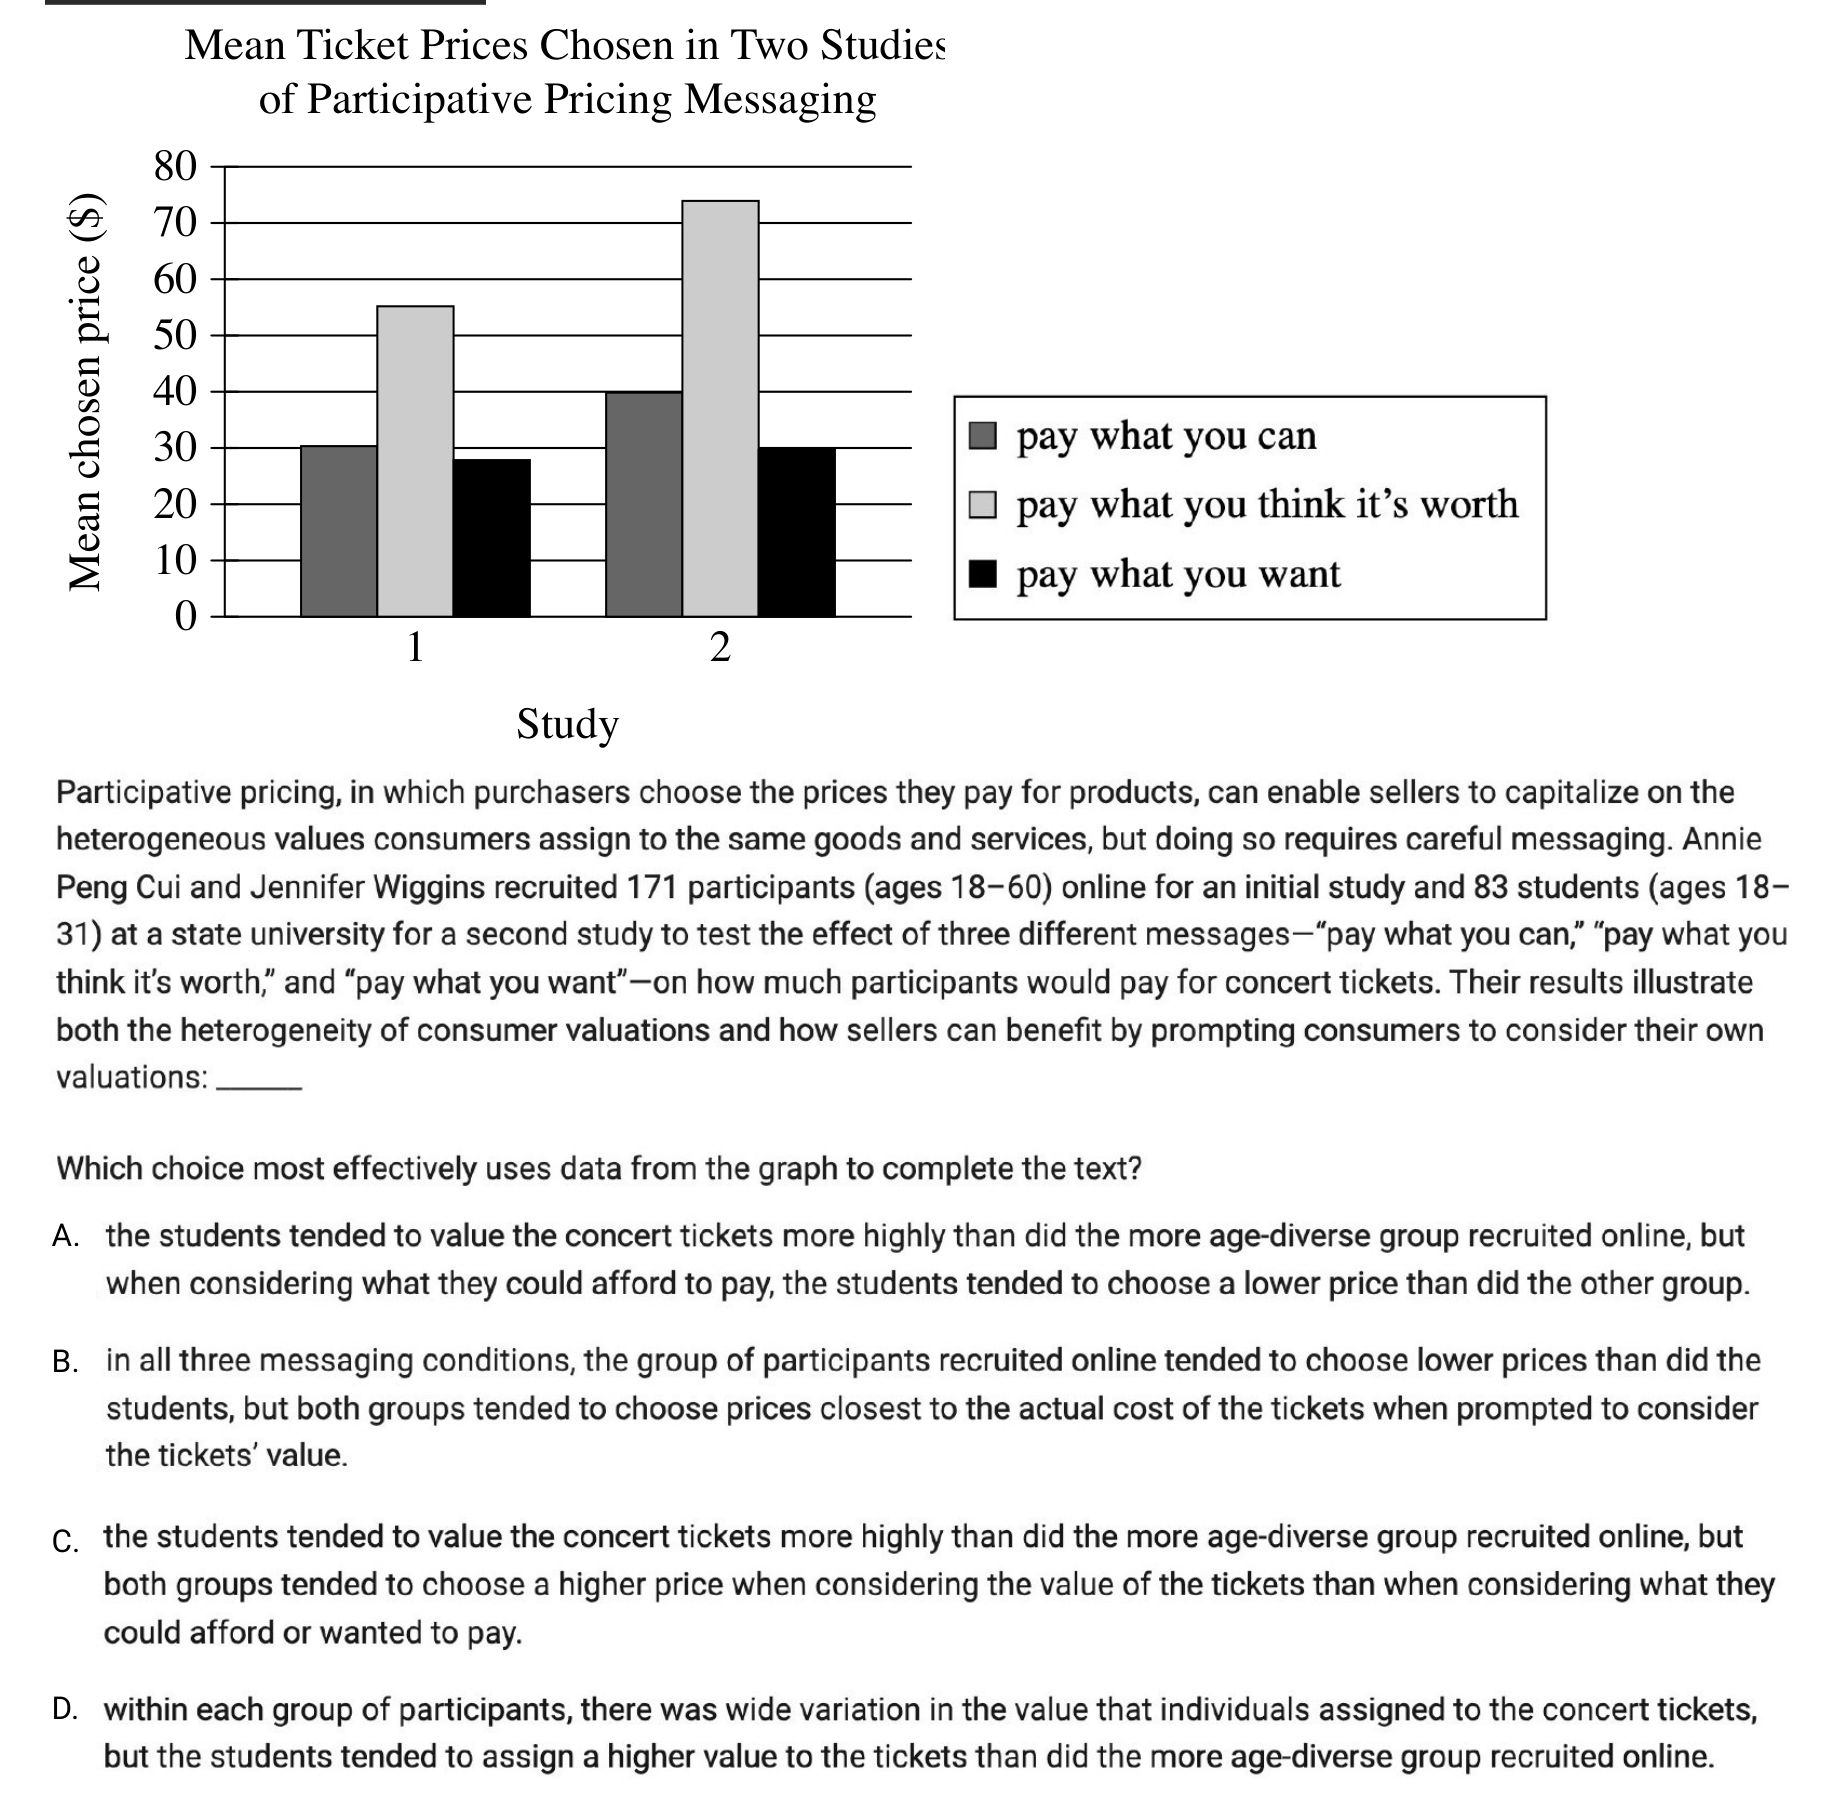 Mean Ticket Prices Chosen in Two Studies
of Participative Pricing Messaging
Mean chosen price ($)
80
70
60
50
40
30
20
10
0
1
2
Study
pay what you can
pay what you think it's worth
pay what you want
Participative pricing, in which purchasers choose the prices they pay for products, can enable sellers to capitalize on the
heterogeneous values consumers assign to the same goods and services, but doing so requires careful messaging. Annie
Peng Cui and Jennifer Wiggins recruited 171 participants (ages 18–60) online for an initial study and 83 students (ages 18–
31) at a state university for a second study to test the effect of three different messages—“pay what you can,” “pay what you
think it’s worth,” and “pay what you want”—on how much participants would pay for concert tickets. Their results illustrate
both the heterogeneity of consumer valuations and how sellers can benefit by prompting consumers to consider their own
valuations: ______
Which choice most effectively uses data from the graph to complete the text?
A. the students tended to value the concert tickets more highly than did the more age-diverse group recruited online, but
when considering what they could afford to pay, the students tended to choose a lower price than did the other group.
B. in all three messaging conditions, the group of participants recruited online tended to choose lower prices than did the
students, but both groups tended to choose prices closest to the actual cost of the tickets when prompted to consider
the tickets’ value.
C. the students tended to value the concert tickets more highly than did the more age-diverse group recruited online, but
both groups tended to choose a higher price when considering the value of the tickets than when considering what they
could afford or wanted to pay.
D. within each group of participants, there was wide variation in the value that individuals assigned to the concert tickets,
but the students tended to assign a higher value to the tickets than did the more age-diverse group recruited online.